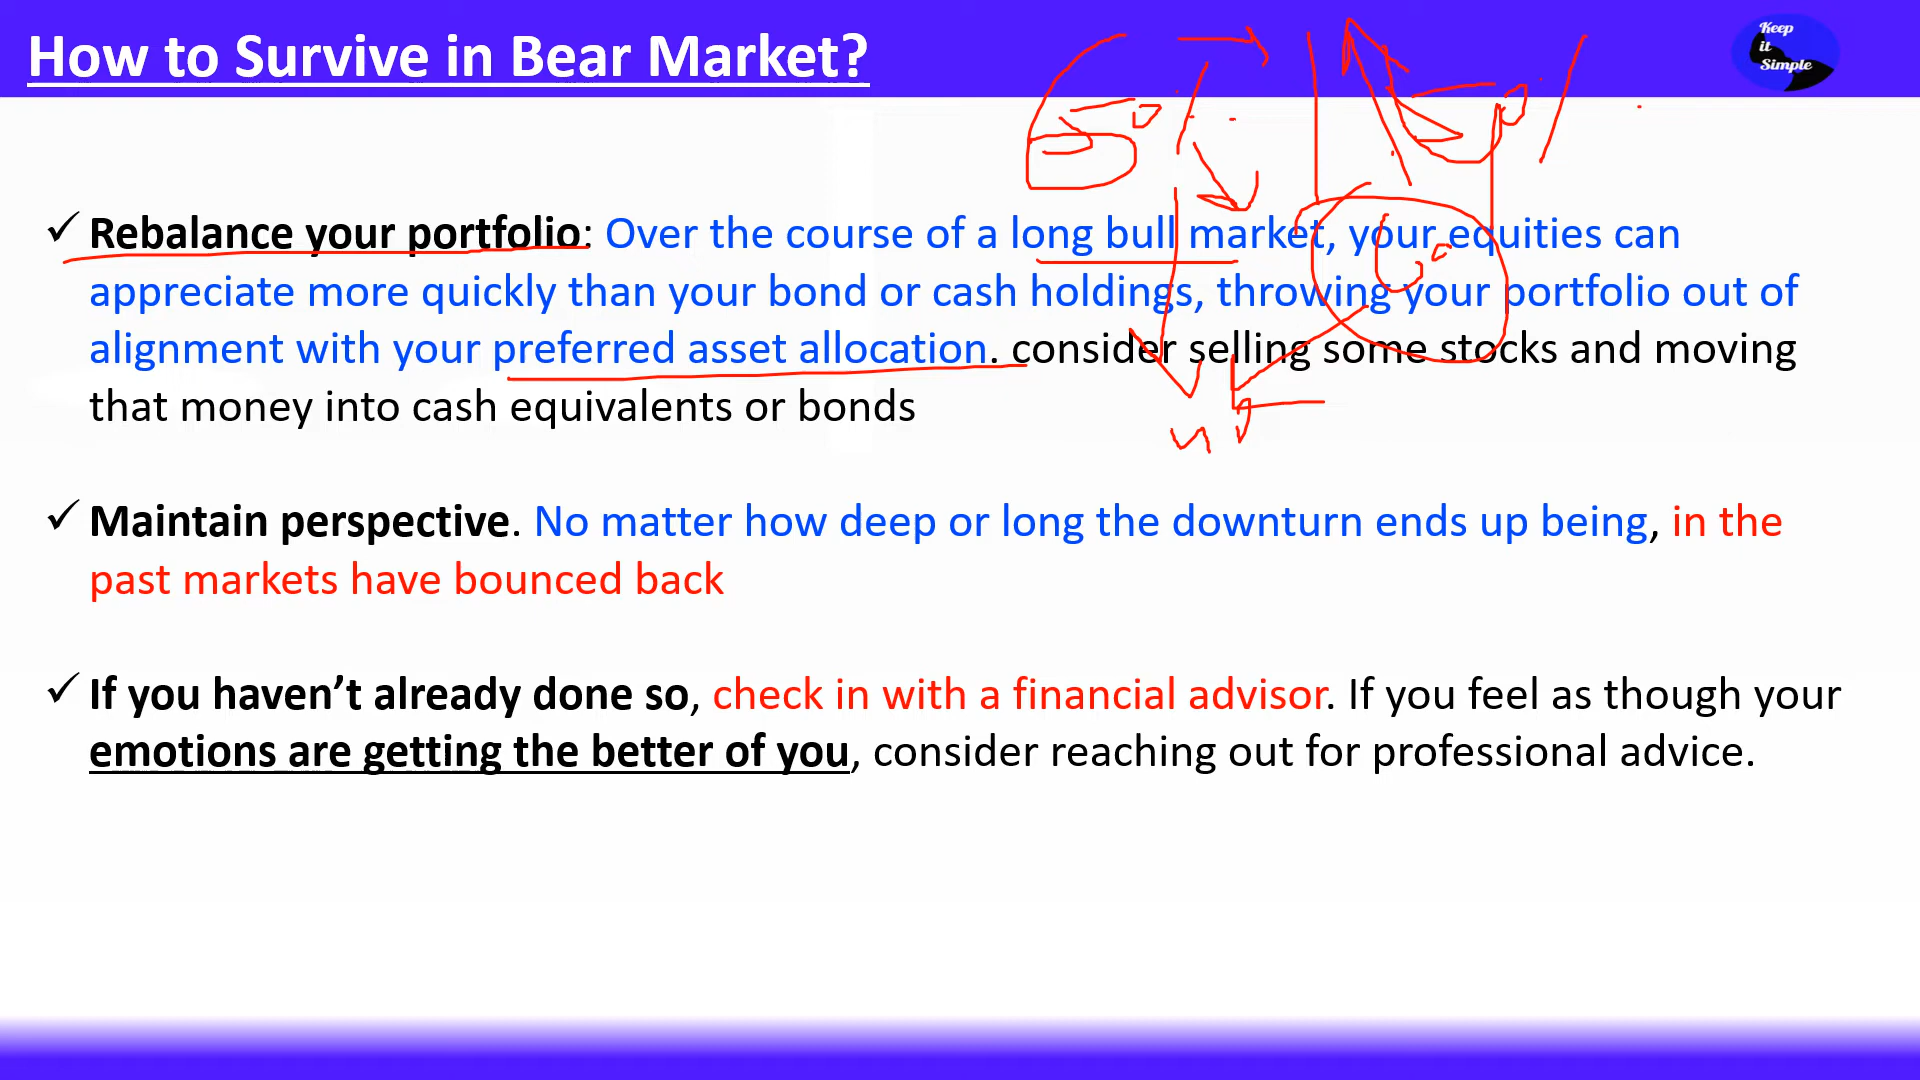 How to Survive in Bear Market?
Keep
it
Simple
✓ Rebalance your portfolio: Over the course of a long bull market, your equities can
appreciate more quickly than your bond or cash holdings, throwing your portfolio out of
alignment with your preferred asset allocation. consider selling some stocks and moving
that money into cash equivalents or bonds
✓ Maintain perspective. No matter how deep or long the downturn ends up being, in the
past markets have bounced back
✓ If you haven’t already done so, check in with a financial advisor. If you feel as though your
emotions are getting the better of you, consider reaching out for professional advice.